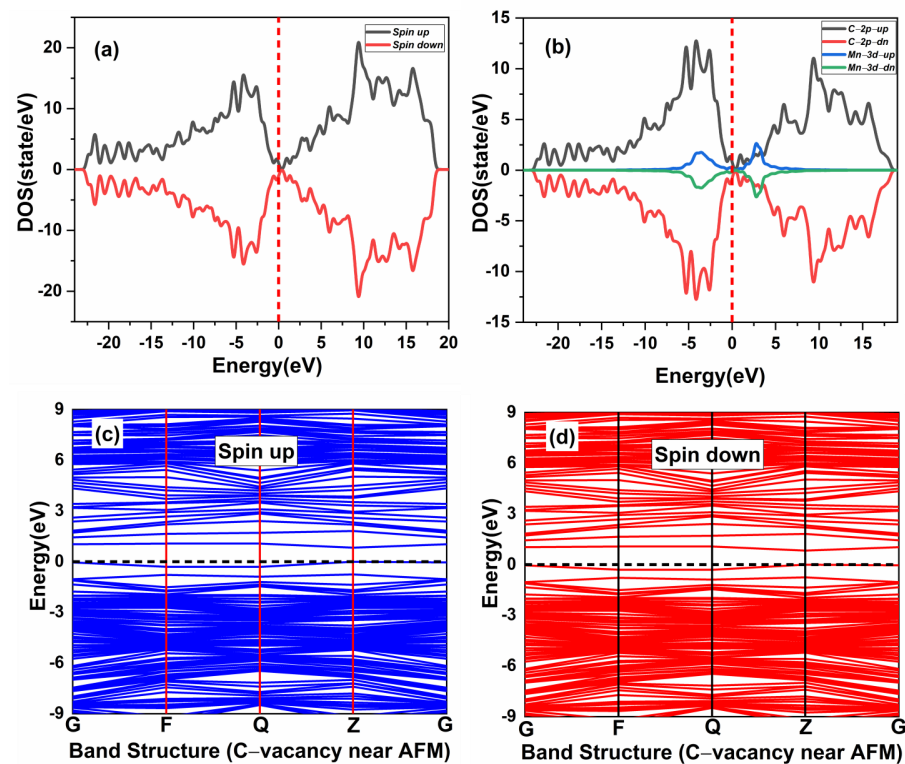 (a)
Spin up
Spin down
DOS(state/eV)
20
10
0
-10
-20
-20
-15
-10
-5
0
5
10
15
20
Energy(eV)
(b)
C-2p-up
C-2p-dn
Mn-3d-up
Mn-3d-dn
DOS(state/eV)
15
10
5
0
-5
-10
-15
-20
-15
-10
-5
0
5
10
15
Energy(eV)
(c)
Spin up
Energy(eV)
9
6
3
0
-3
-6
-9
G
F
Q
Z
G
Band Structure (C–vacancy near AFM)
(d)
Spin down
Energy(eV)
9
6
3
0
-3
-6
-9
G
F
Q
Z
G
Band Structure (C–vacancy near AFM)